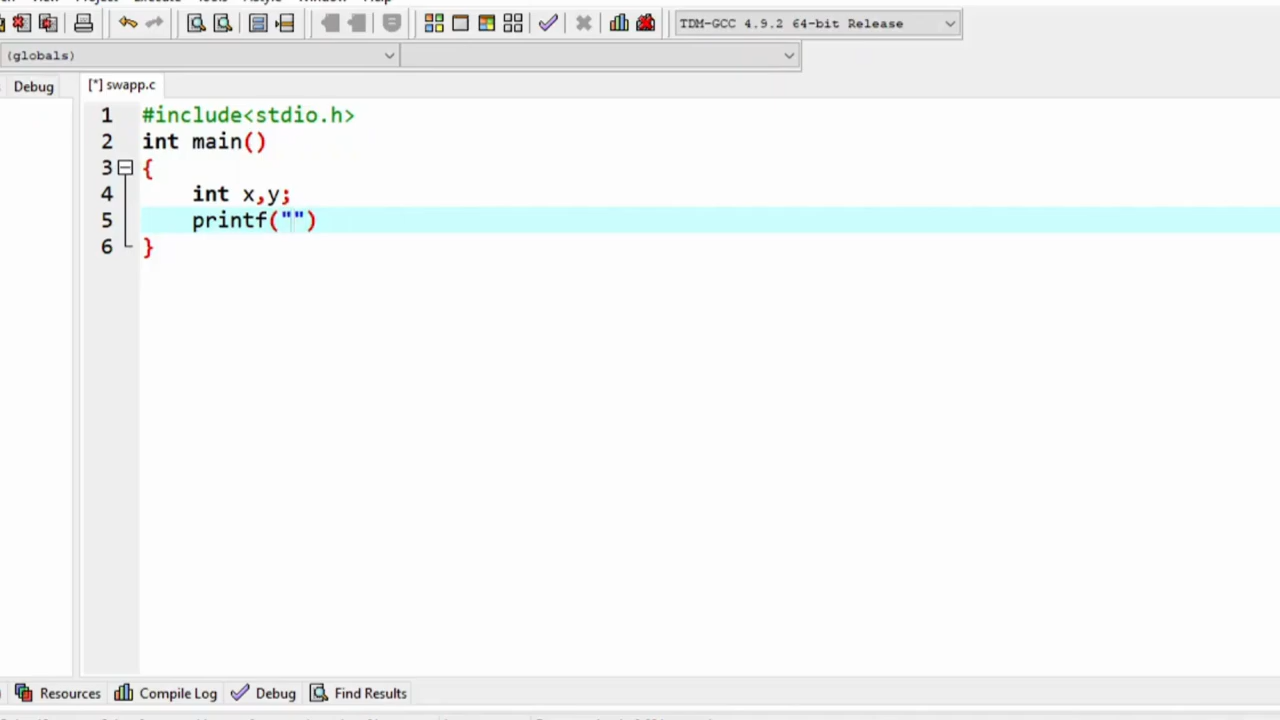 TDM-GCC 4.9.2 64-bit Release
(globals)
Debug [*] swapp.c
1 #include<stdio.h>
2 int main()
3 {
4 int x,y;
5 printf("")
6 }
Resources Compile Log Debug Find Results